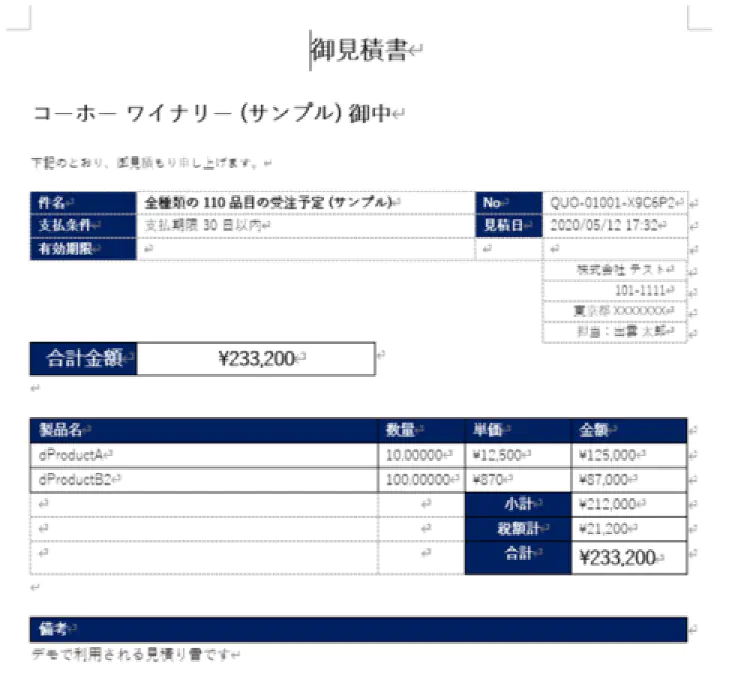 御見積書
コーホー ワイナリー (サンプル) 御中
下記のとおり、御見積もり申し上げます。
件名 全種類の 110 品目の受注予定 (サンプル) No QUO-01001-X9C6P2
支払条件 支払期限 30 日以内 見積日 2020/05/12 17:32
有効期限
株式会社 テスト
101-1111
東京都 XXXXXXX
担当：出雲 太郎
合計金額 ¥233,200
製品名 数量 単価 金額
dProductA 10.00000 ¥12,500 ¥125,000
dProductB2 100.00000 ¥870 ¥87,000
小計 ¥212,000
税額計 ¥21,200
合計 ¥233,200
備考
デモで利用される見積り書です